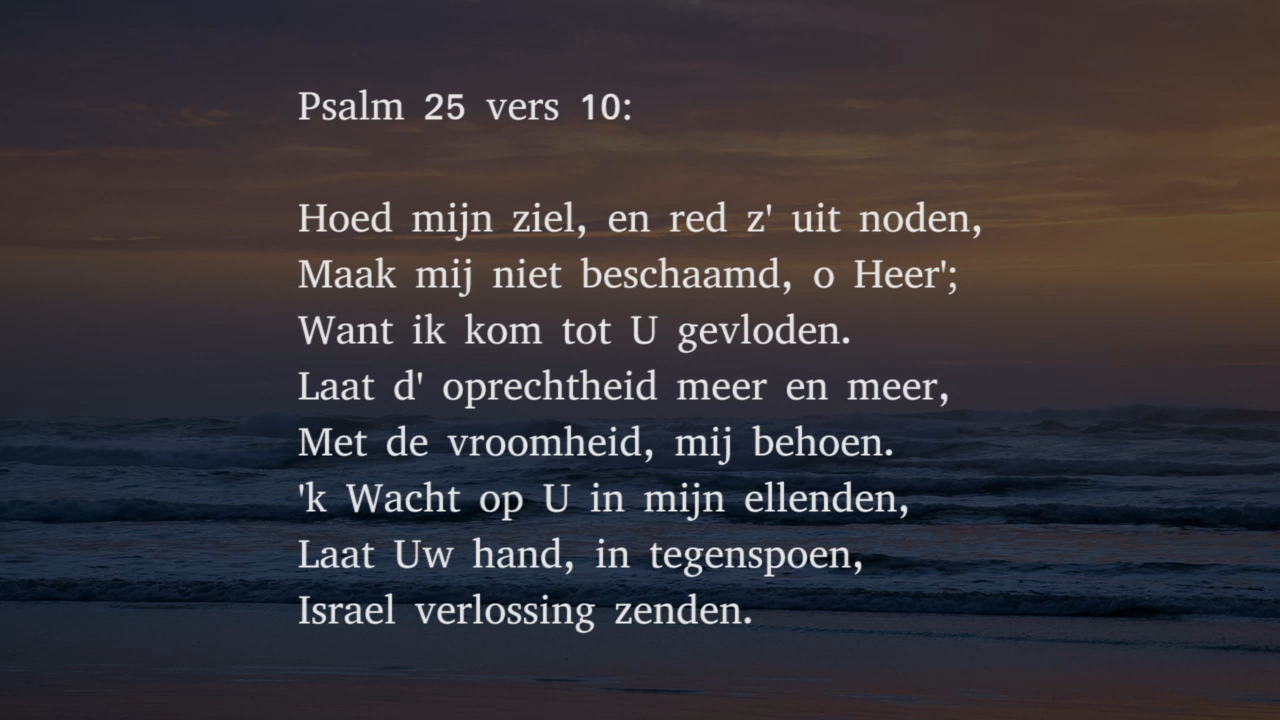 Psalm 25 vers 10:
Hoed mijn ziel, en red z' uit noden,
Maak mij niet beschaamd, o Heer';
Want ik kom tot U gevloden.
Laat d' oprechtheid meer en meer,
Met de vroomheid, mij behoen.
'k Wacht op U in mijn ellenden,
Laat Uw hand, in tegenspoen,
Israel verlossing zenden.